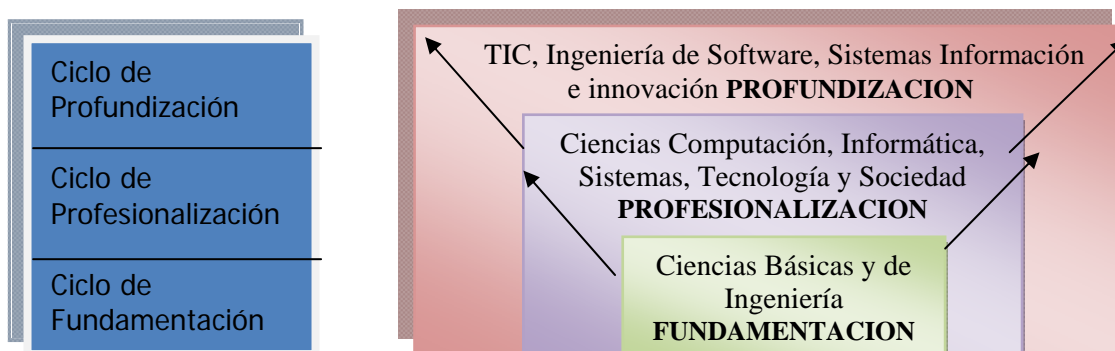 Ciclo de
Profundización
Ciclo de
Profesionalización
Ciclo de
Fundamentación
TIC, Ingeniería de Software, Sistemas Información
e innovación PROFUNDIZACION
Ciencias Computación, Informática,
Sistemas, Tecnología y Sociedad
PROFESIONALIZACION
Ciencias Básicas y de
Ingeniería
FUNDAMENTACION